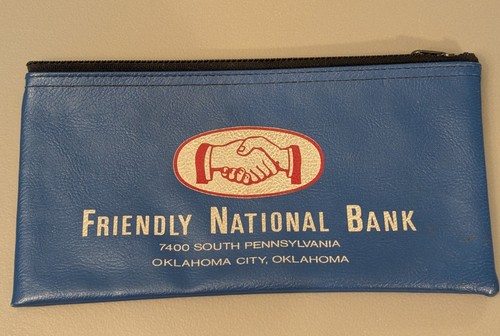 FRIENDLY NATIONAL BANK
7400 SOUTH PENNSYLVANIA
OKLAHOMA CITY, OKLAHOMA